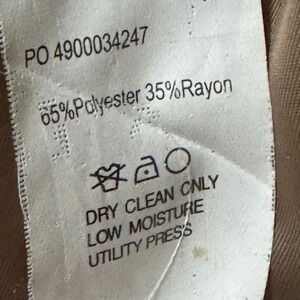 PO 4900034247
65%Polyester 35%Rayon
DRY CLEAN ONLY
LOW MOISTURE
UTILITY PRESS